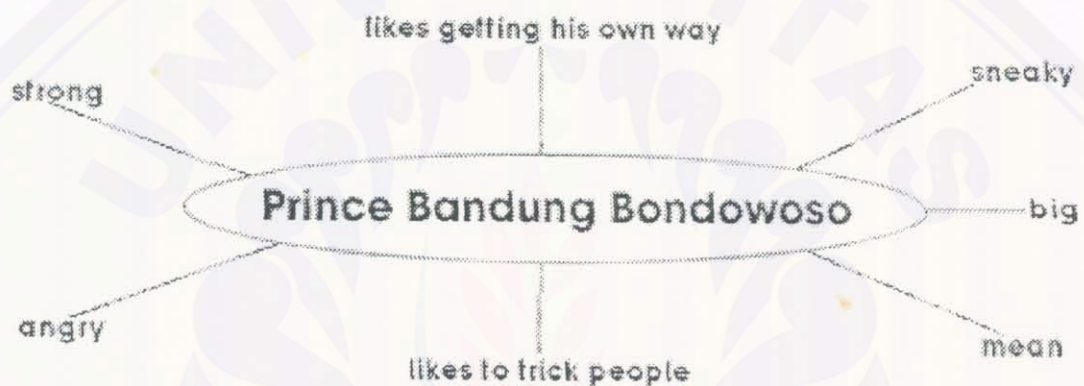 likes getting his own way
sneaky
strong
Prince Bandung Bondowoso
big
angry
mean
likes to trick people